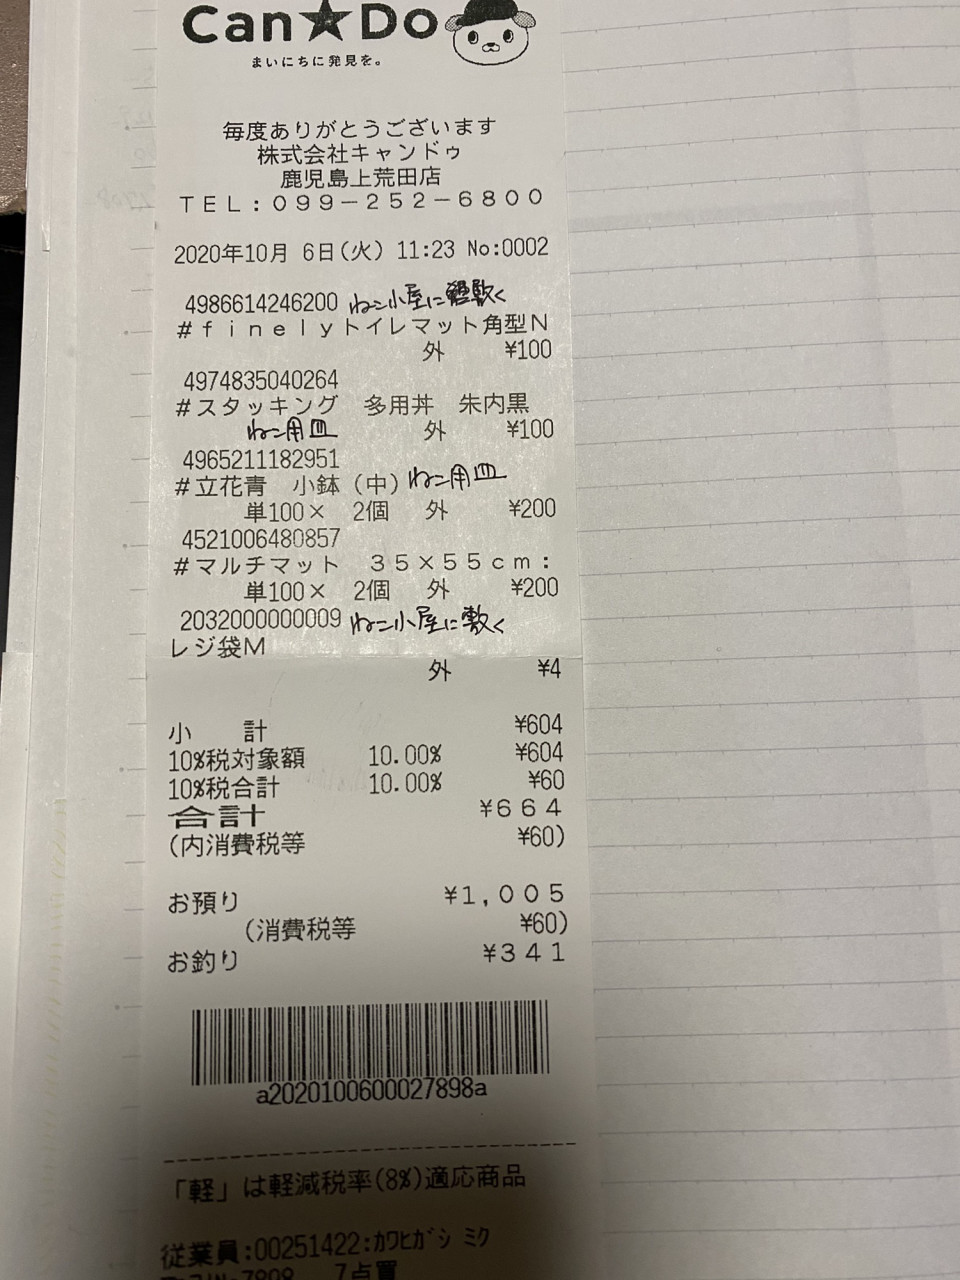 Can★Do
まいにちに発見を。
毎度ありがとうございます
株式会社キャンドゥ
鹿児島上荒田店
TEL:099-252-6800
2020年10月 6日(火) 11:23 No:0002
4986614246200 ねこ小屋に敷く
#finelyトイレマット角型N
外 ¥100
4974835040264
#スタッキング 多用丼 朱内黒
ねこ用皿 外 ¥100
4965211182951
#立花青 小鉢(中) ねこ用皿
単100× 2個 外 ¥200
4521006480857
#マルチマット 35×55cm:
単100× 2個 外 ¥200
2032000000009 ねこ小屋に敷く
レジ袋M
外 ¥4
小 計 ¥604
10%税対象額 10.00% ¥604
10%税合計 10.00% ¥60
合計 ¥664
(内消費税等 ¥60)
お預り ¥1,005
(消費税等 ¥60)
お釣り ¥341
a2020100600027898a
「軽」は軽減税率(8%)適応商品
従業員:00251422:ｶﾜﾋｶﾞｼ ﾐｸ
7点買